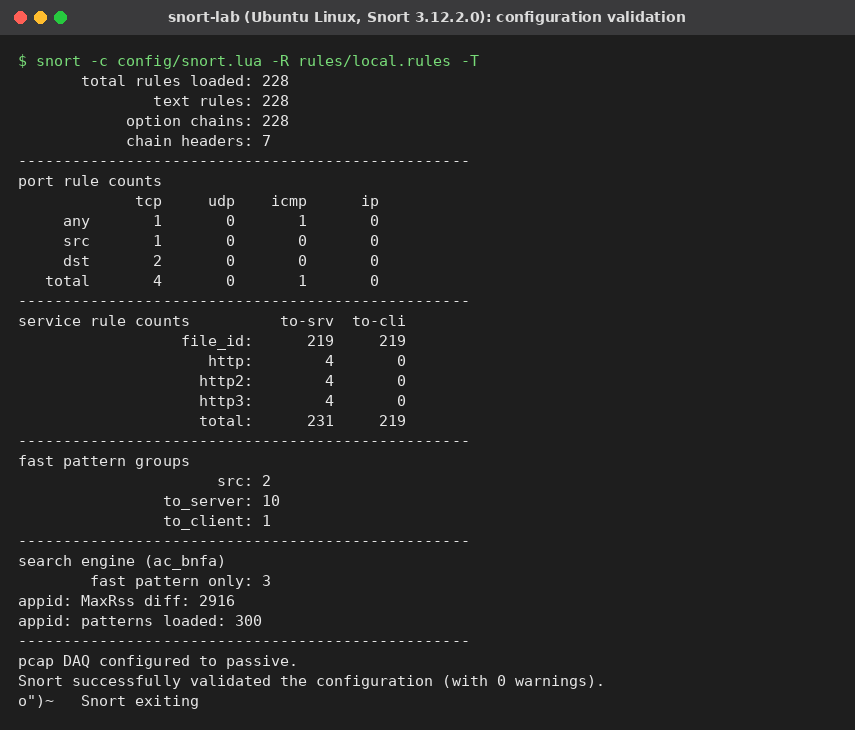 snort-lab (Ubuntu Linux, Snort 3.12.2.0): configuration validation
$ snort -c config/snort.lua -R rules/local.rules -T
       total rules loaded: 228
               text rules: 228
            option chains: 228
            chain headers: 7
--------------------------------------------------
port rule counts
             tcp     udp    icmp      ip
     any       1       0       1       0
     src       1       0       0       0
     dst       2       0       0       0
   total       4       0       1       0
--------------------------------------------------
service rule counts          to-srv  to-cli
                  file_id:      219     219
                     http:        4       0
                    http2:        4       0
                    http3:        4       0
                    total:      231     219
--------------------------------------------------
fast pattern groups
                      src: 2
                to_server: 10
                to_client: 1
--------------------------------------------------
search engine (ac_bnfa)
        fast pattern only: 3
appid: MaxRss diff: 2916
appid: patterns loaded: 300
--------------------------------------------------
pcap DAQ configured to passive.
Snort successfully validated the configuration (with 0 warnings).
o")~   Snort exiting